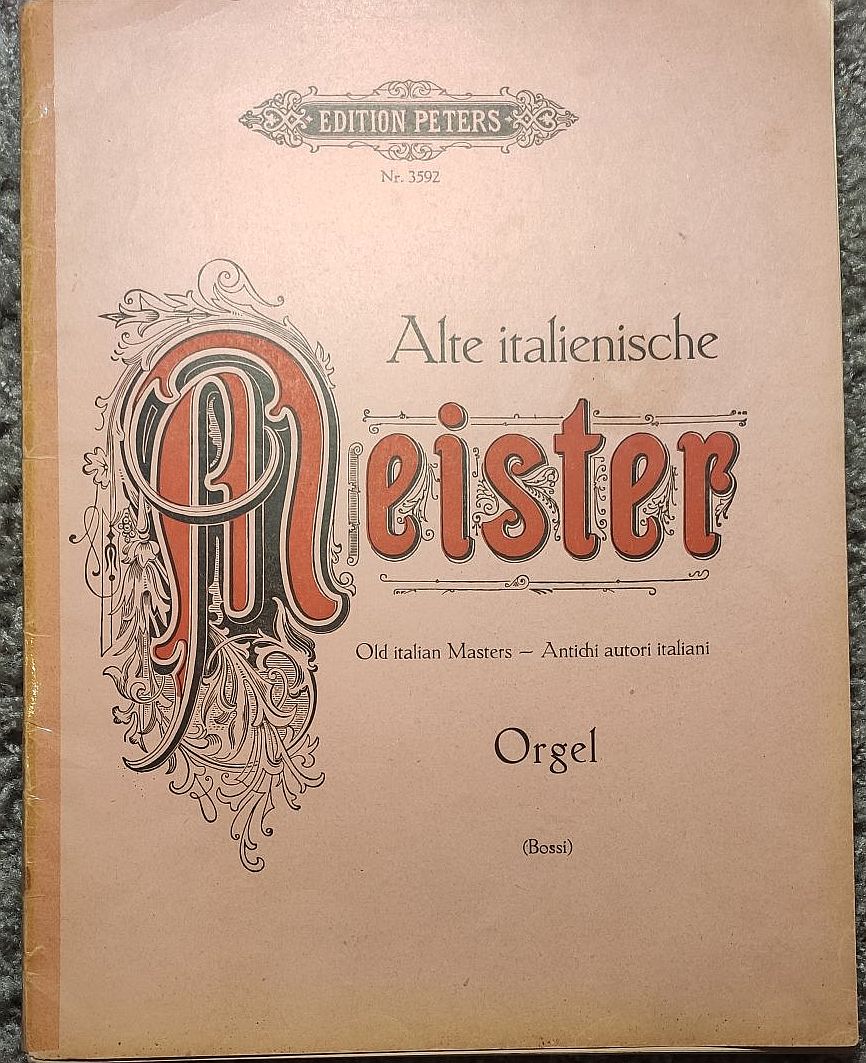 EDITION PETERS
Nr. 3592
Alte italienische
Meister
Old italian Masters – Antichi autori italiani
Orgel
(Bossi)